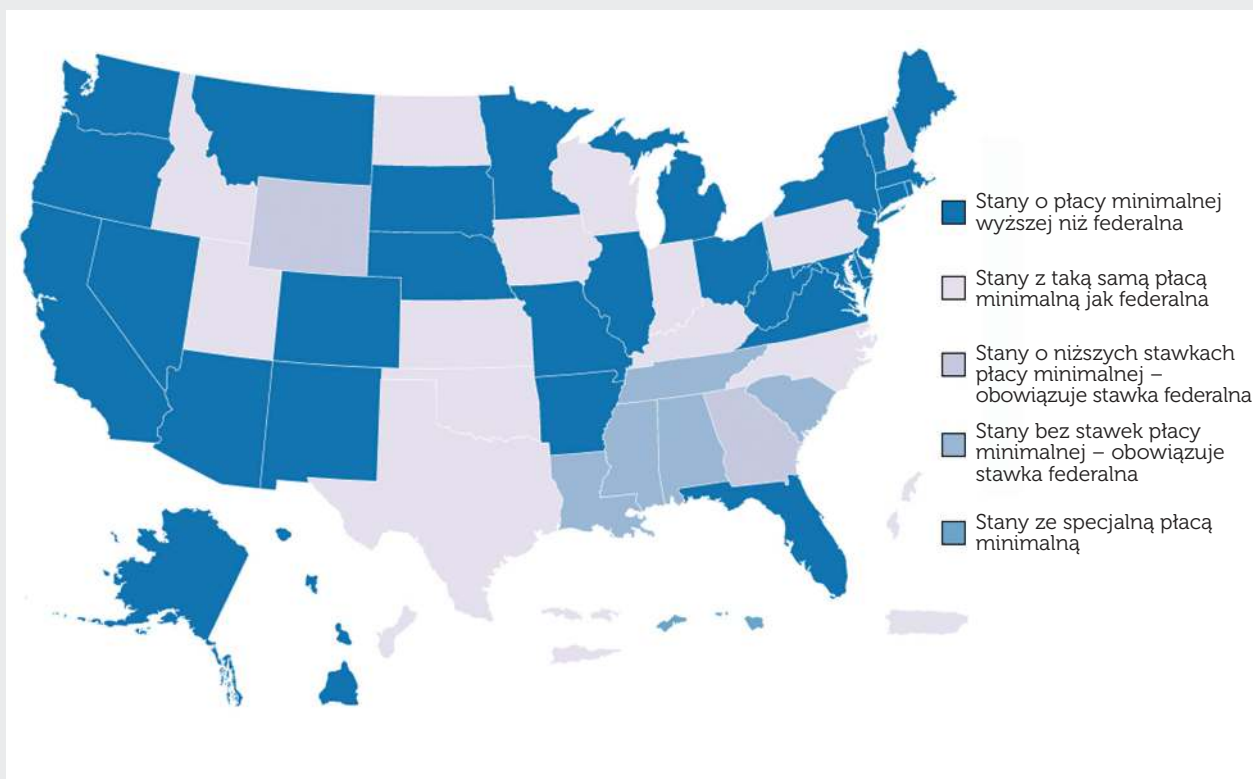 Stany o płacy minimalnej
wyższej niż federalna
Stany z taką samą płacą
minimalną jak federalna
Stany o niższych stawkach
płacy minimalnej –
obowiązuje stawka federalna
Stany bez stawek płacy
minimalnej – obowiązuje
stawka federalna
Stany ze specjalną płacą
minimalną